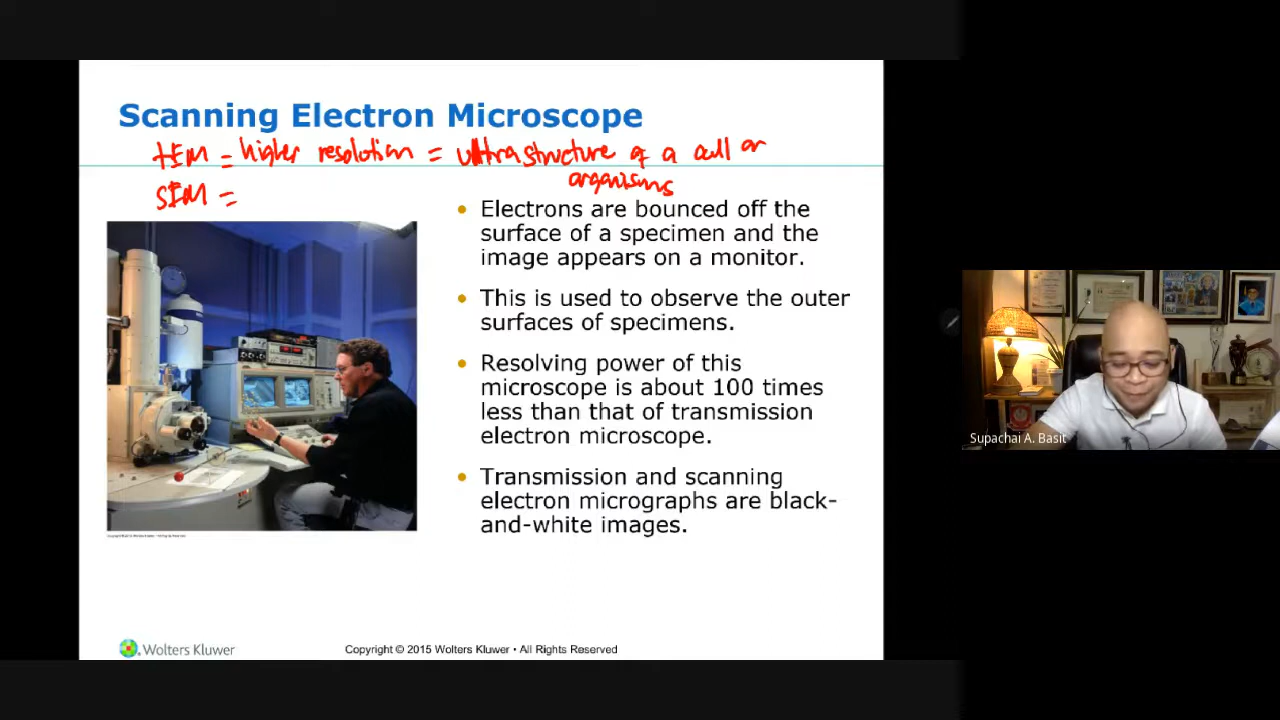 Scanning Electron Microscope
TEM = higher resolution = ultrastructure of a cell or
organisms
SEM =
• Electrons are bounced off the
surface of a specimen and the
image appears on a monitor.
• This is used to observe the outer
surfaces of specimens.
• Resolving power of this
microscope is about 100 times
less than that of transmission
electron microscope.
• Transmission and scanning
electron micrographs are black-
and-white images.
Wolters Kluwer
Copyright © 2015 Wolters Kluwer • All Rights Reserved
Supachai A. Basit